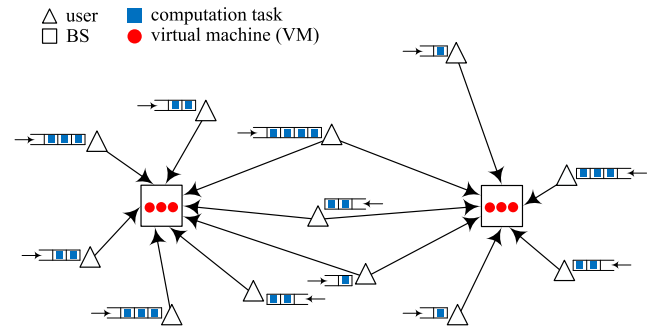 user
computation task
BS
virtual machine (VM)